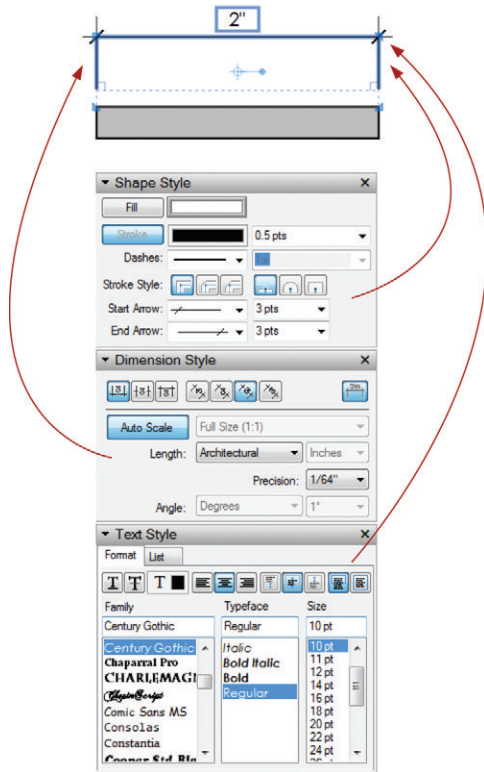 2"
Shape Style
Fill
Stroke 0.5 pts
Dashes:
Stroke Style:
Start Arrow: 3 pts
End Arrow: 3 pts
Dimension Style
Auto Scale Full Size (1:1)
Length: Architectural Inches
Precision: 1/64"
Angle: Degrees 1°
Text Style
Format List
Family Typeface Size
Century Gothic Regular 10 pt
Century Gothic Italic 10 pt
Chaparral Pro Bold Italic 11 pt
CHARLEMAG Bold 12 pt
Regular 14 pt
Comic Sans MS 16 pt
Consolas 18 pt
Constantia 20 pt
22 pt
24 pt